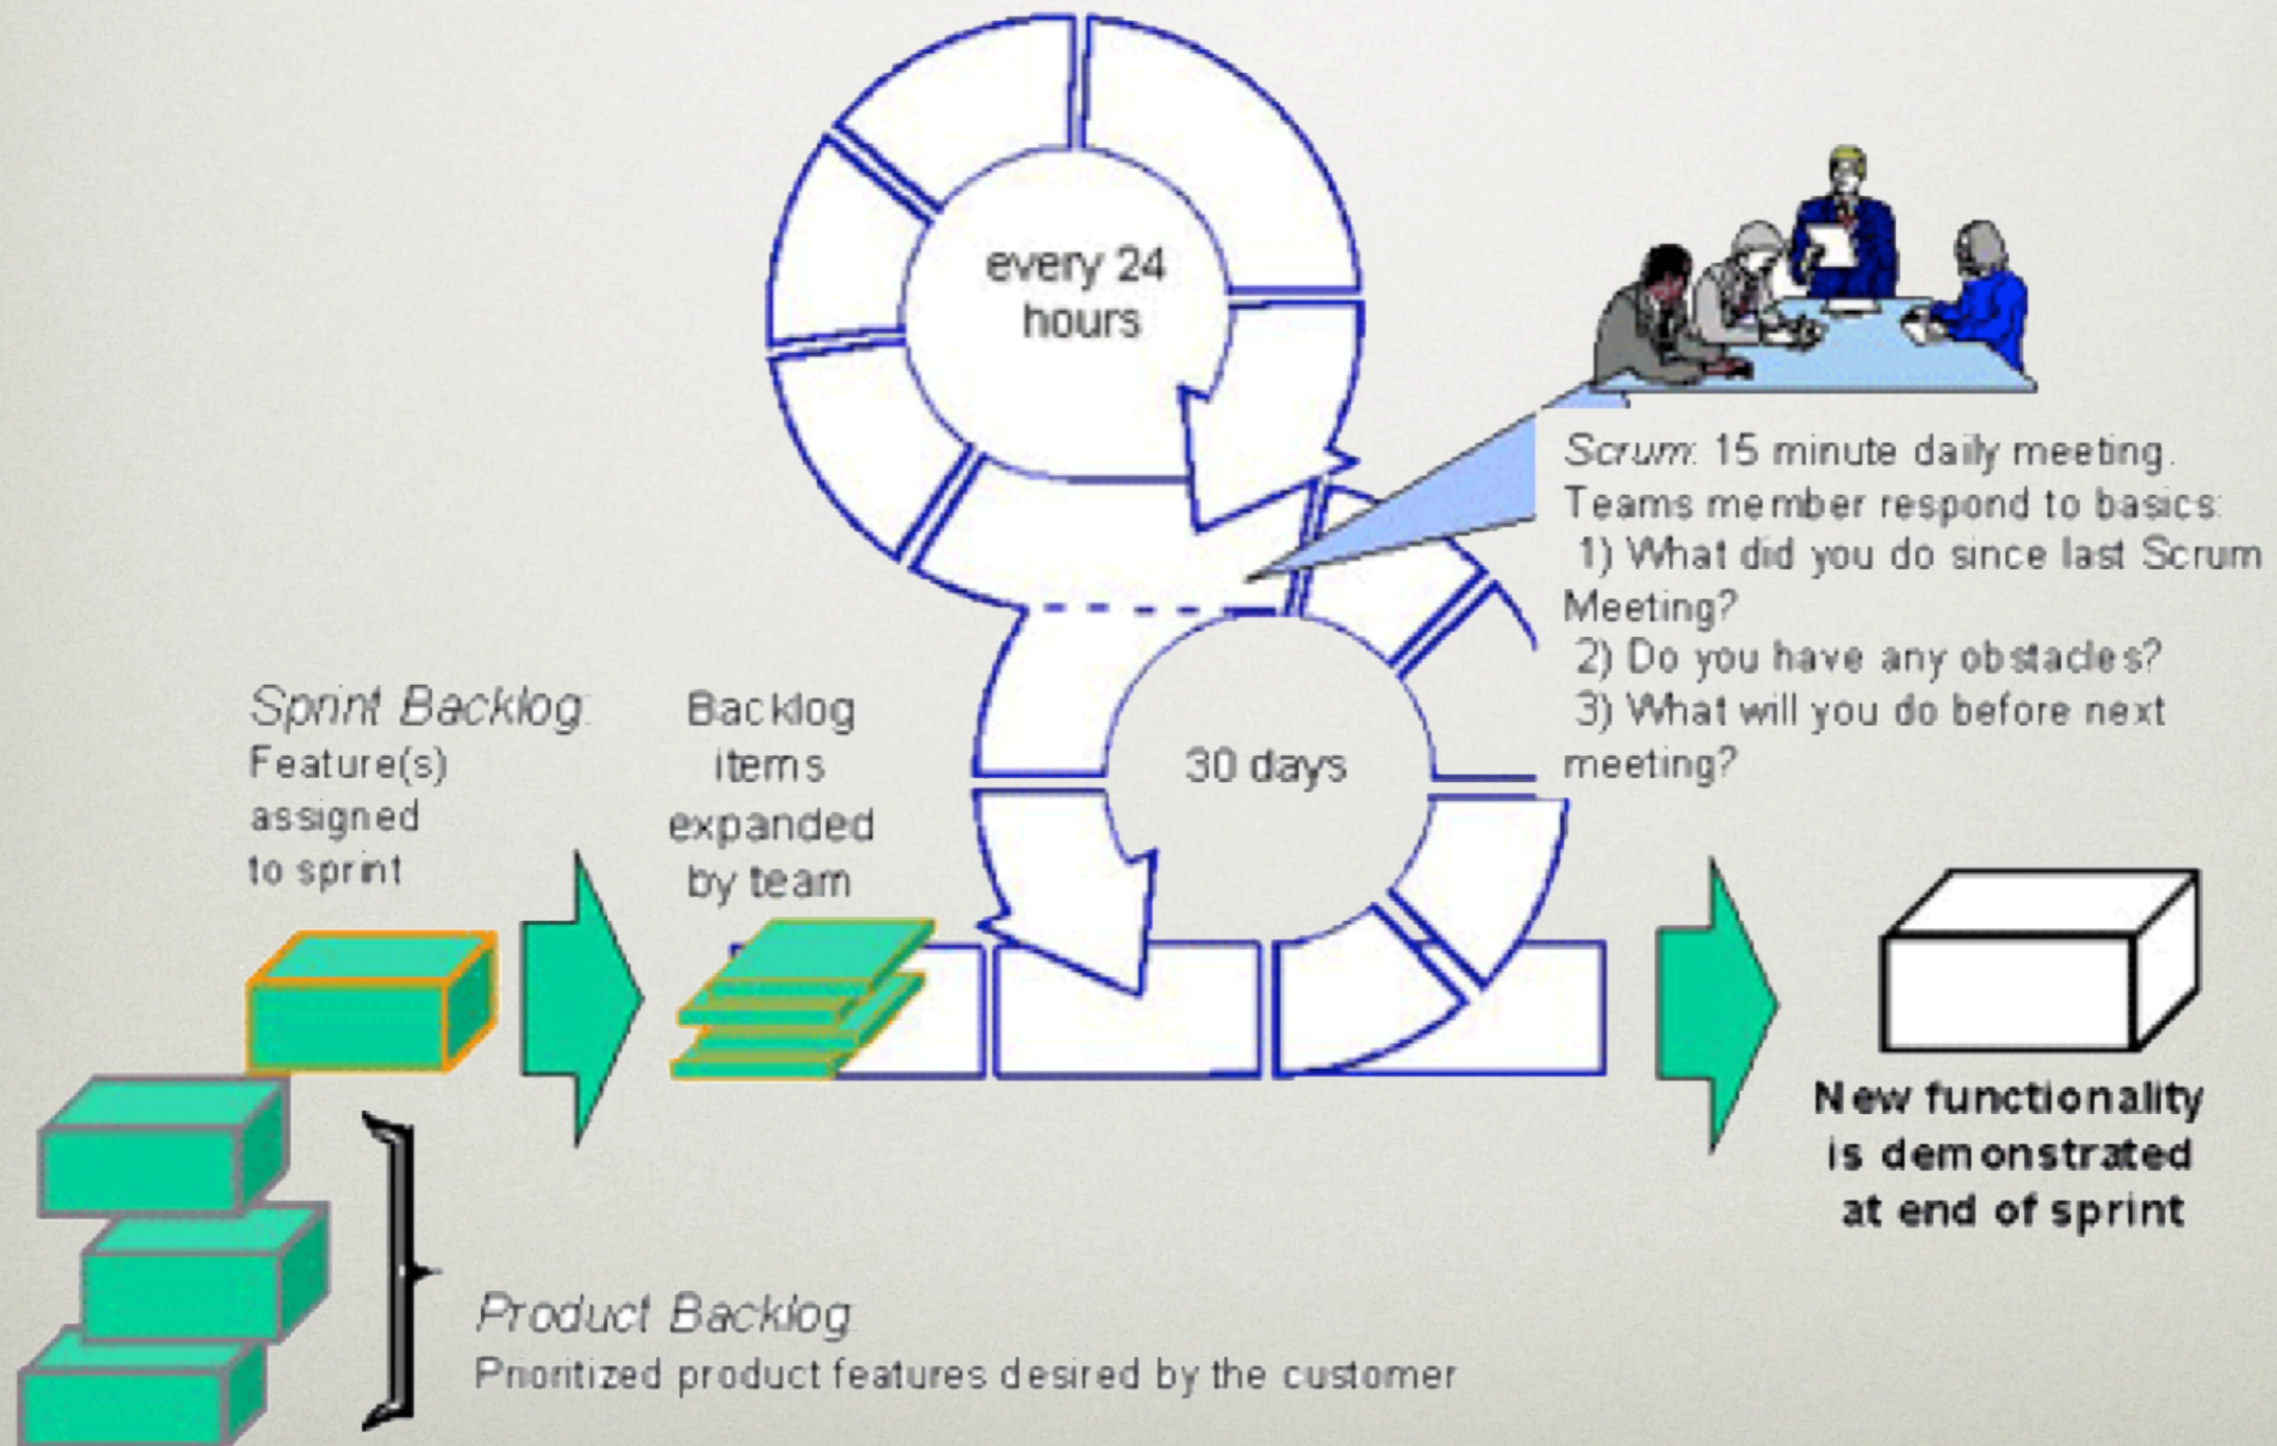 every 24
hours
Scrum: 15 minute daily meeting.
Teams member respond to basics:
1) What did you do since last Scrum
Meeting?
2) Do you have any obstacles?
3) What will you do before next
meeting?
30 days
Sprint Backlog:
Feature(s)
assigned
to sprint
Backlog
items
expanded
by team
New functionality
is demonstrated
at end of sprint
Product Backlog
Prioritized product features desired by the customer